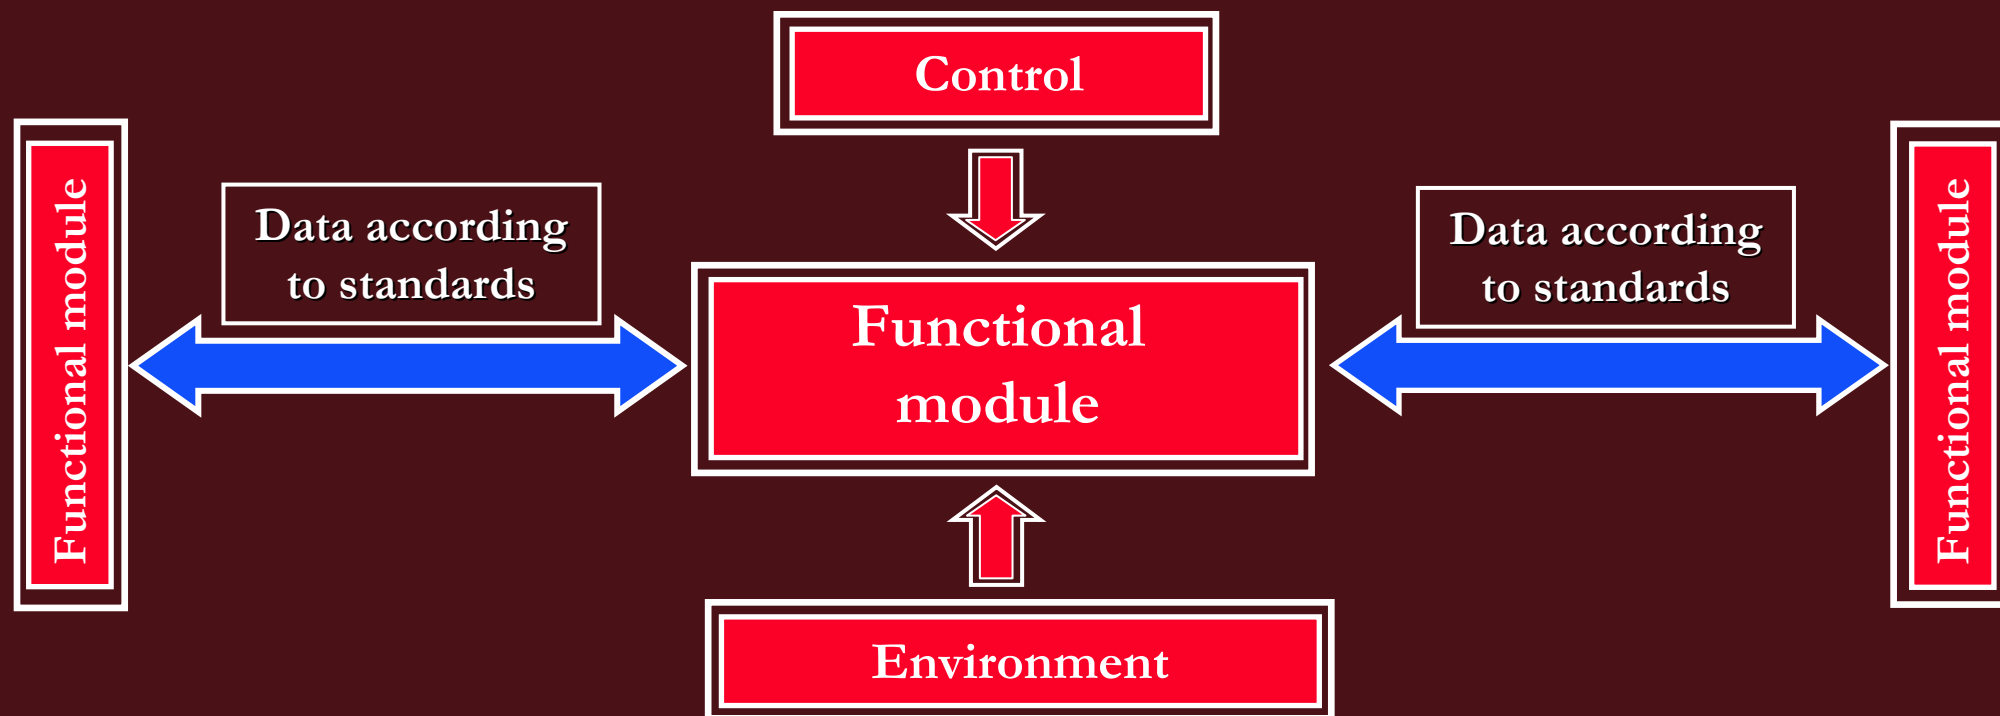 Control
Functional module
Data according
to standards
Functional
module
Data according
to standards
Functional module
Environment